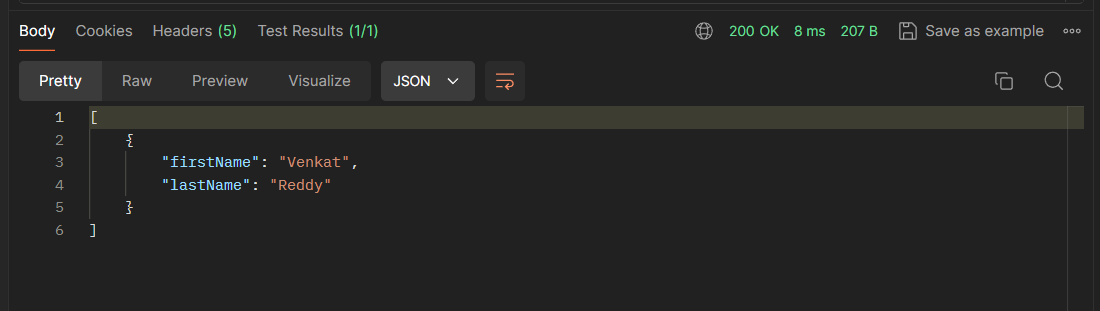 Body Cookies Headers (5) Test Results (1/1) 200 OK 8 ms 207 B Save as example
Pretty Raw Preview Visualize JSON
1 [
2 {
3 "firstName": "Venkat",
4 "lastName": "Reddy"
5 }
6 ]